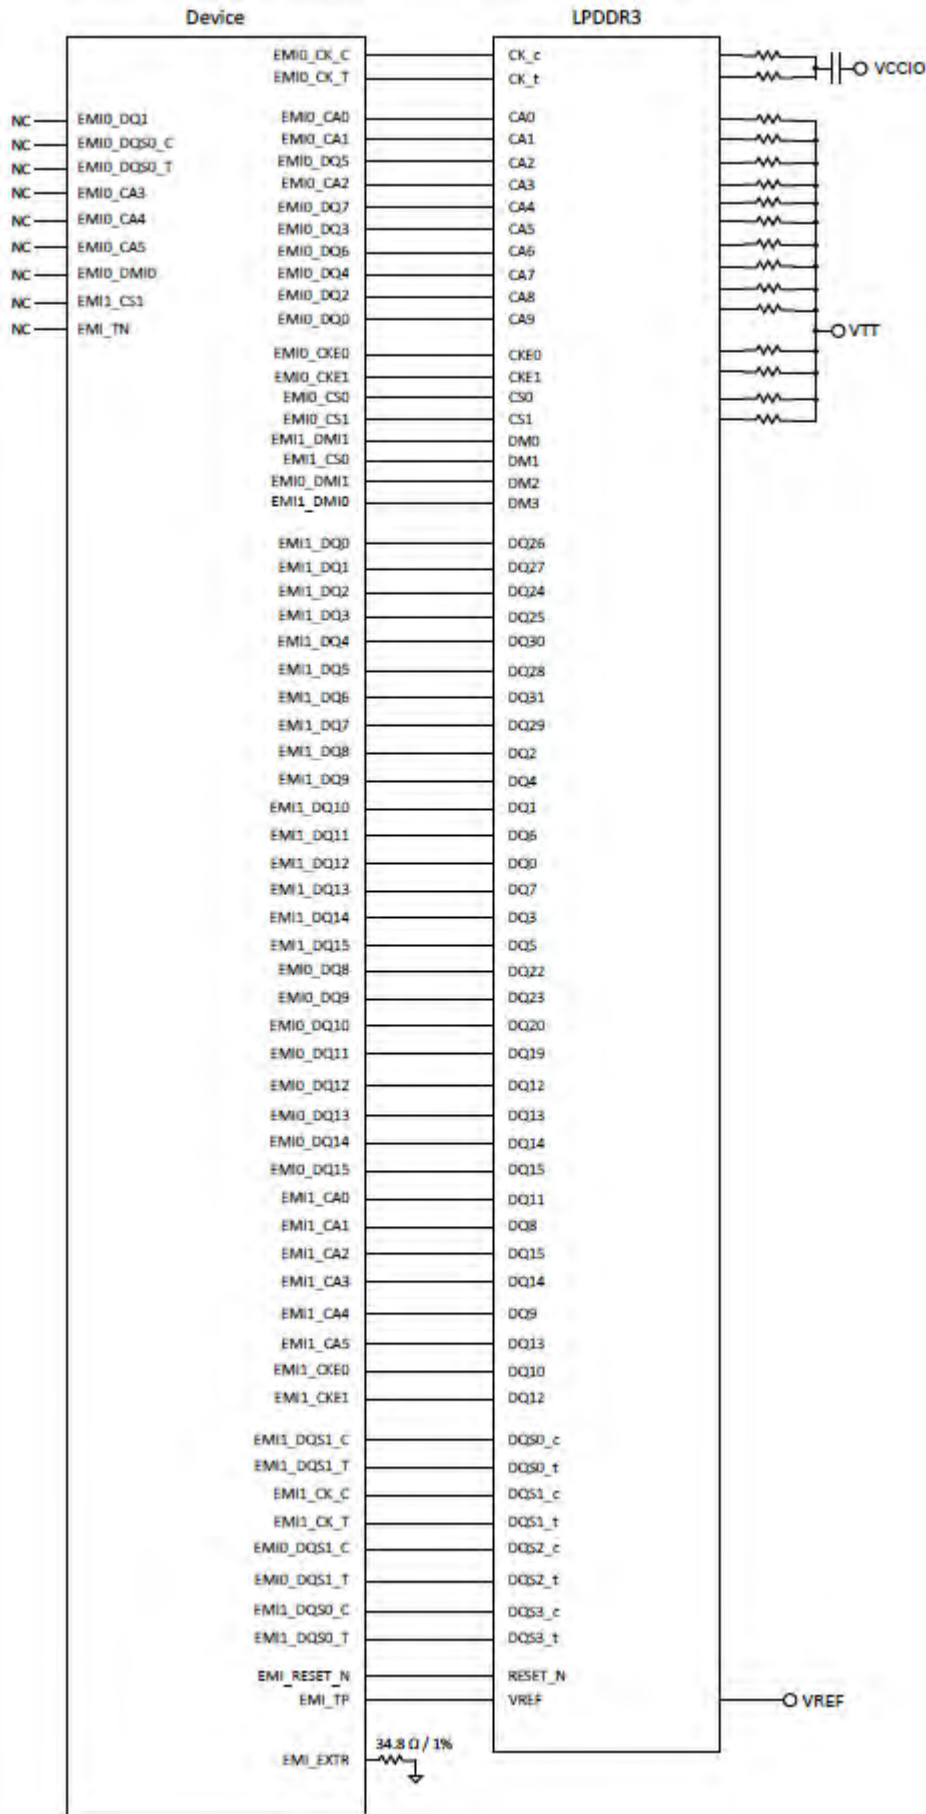 Device LPDDR3
EMI0_CK_C CK_c
VCCIO
EMI0_CK_T CK_t
NC EMI0_DQ1 EMI0_CA0 CA0
NC EMI0_DQS0_C EMI0_CA1 CA1
NC EMI0_DQS0_T EMI0_DQ5 CA2
NC EMI0_CA3 EMI0_CA2 CA3
NC EMI0_CA4 EMI0_DQ7 CA4
EMI0_DQ3 CA5
NC EMI0_CA5 EMI0_DQ6 CA6
NC EMI0_DMI0 EMI0_DQ4 CA7
NC EMI1_CS1 EMI0_DQ2 CA8
NC EMI_TN EMI0_DQ0 CA9
VTT
EMI0_CKE0 CKE0
EMI0_CKE1 CKE1
EMI0_CS0 CS0
EMI0_CS1 CS1
EMI1_DMI1 DM0
EMI1_CS0 DM1
EMI0_DMI1 DM2
EMI1_DMI0 DM3
EMI1_DQ0 DQ26
EMI1_DQ1 DQ27
EMI1_DQ2 DQ24
EMI1_DQ3 DQ25
EMI1_DQ4 DQ30
EMI1_DQ5 DQ28
EMI1_DQ6 DQ31
EMI1_DQ7 DQ29
EMI1_DQ8 DQ2
EMI1_DQ9 DQ4
EMI1_DQ10 DQ1
EMI1_DQ11 DQ6
EMI1_DQ12 DQ0
EMI1_DQ13 DQ7
EMI1_DQ14 DQ3
EMI1_DQ15 DQ5
EMI0_DQ8 DQ22
EMI0_DQ9 DQ23
EMI0_DQ10 DQ20
EMI0_DQ11 DQ19
EMI0_DQ12 DQ12
EMI0_DQ13 DQ13
EMI0_DQ14 DQ14
EMI0_DQ15 DQ15
EMI1_CA0 DQ11
EMI1_CA1 DQ8
EMI1_CA2 DQ15
EMI1_CA3 DQ14
EMI1_CA4 DQ9
EMI1_CA5 DQ13
EMI1_CKE0 DQ10
EMI1_CKE1 DQ12
EMI1_DQS1_C DQS0_c
EMI1_DQS1_T DQS0_t
EMI1_CK_C DQS1_c
EMI1_CK_T DQS1_t
EMI0_DQS1_C DQS2_c
EMI0_DQS1_T DQS2_t
EMI1_DQS0_C DQS3_c
EMI1_DQS0_T DQS3_t
EMI_RESET_N RESET_N
EMI_TP VREF VREF
34.8 Ω / 1%
EMI_EXTR